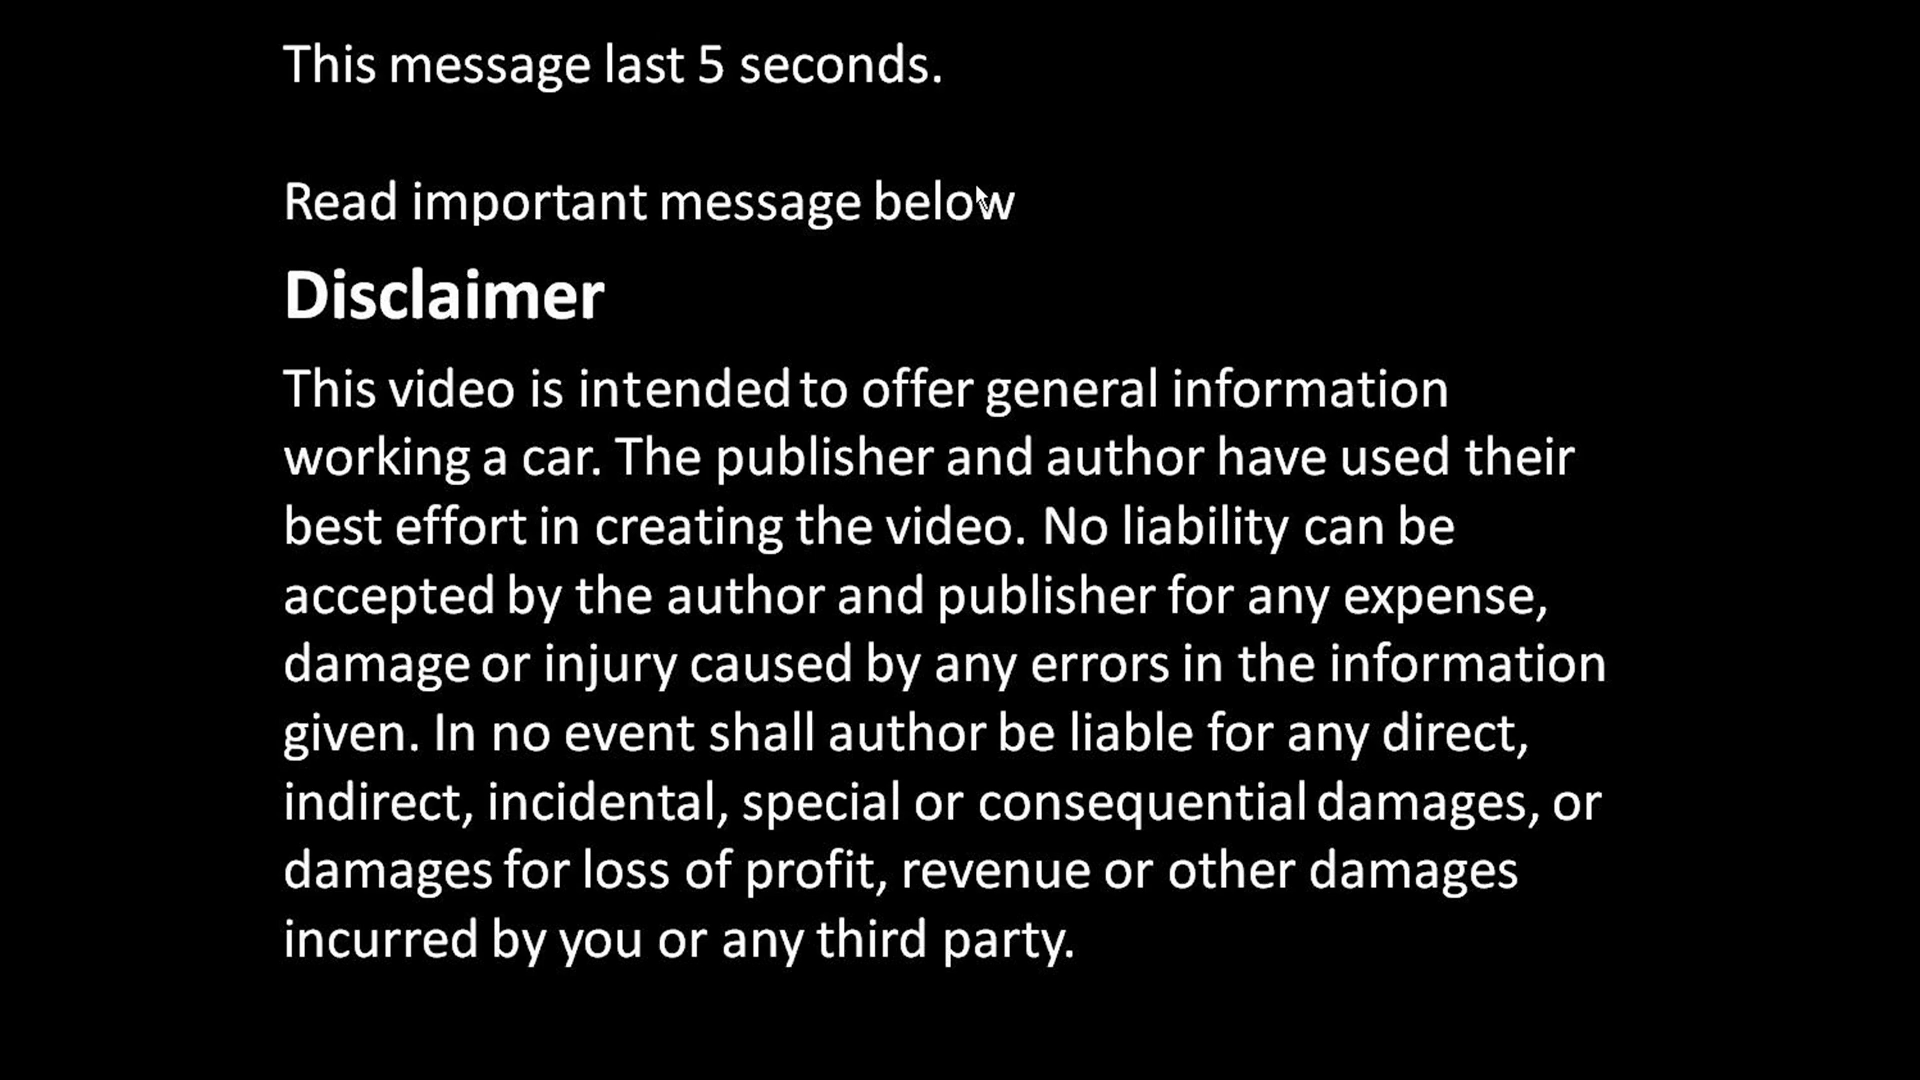 This message last 5 seconds.
Read important message below
Disclaimer
This video is intended to offer general information
working a car. The publisher and author have used their
best effort in creating the video. No liability can be
accepted by the author and publisher for any expense,
damage or injury caused by any errors in the information
given. In no event shall author be liable for any direct,
indirect, incidental, special or consequential damages, or
damages for loss of profit, revenue or other damages
incurred by you or any third party.